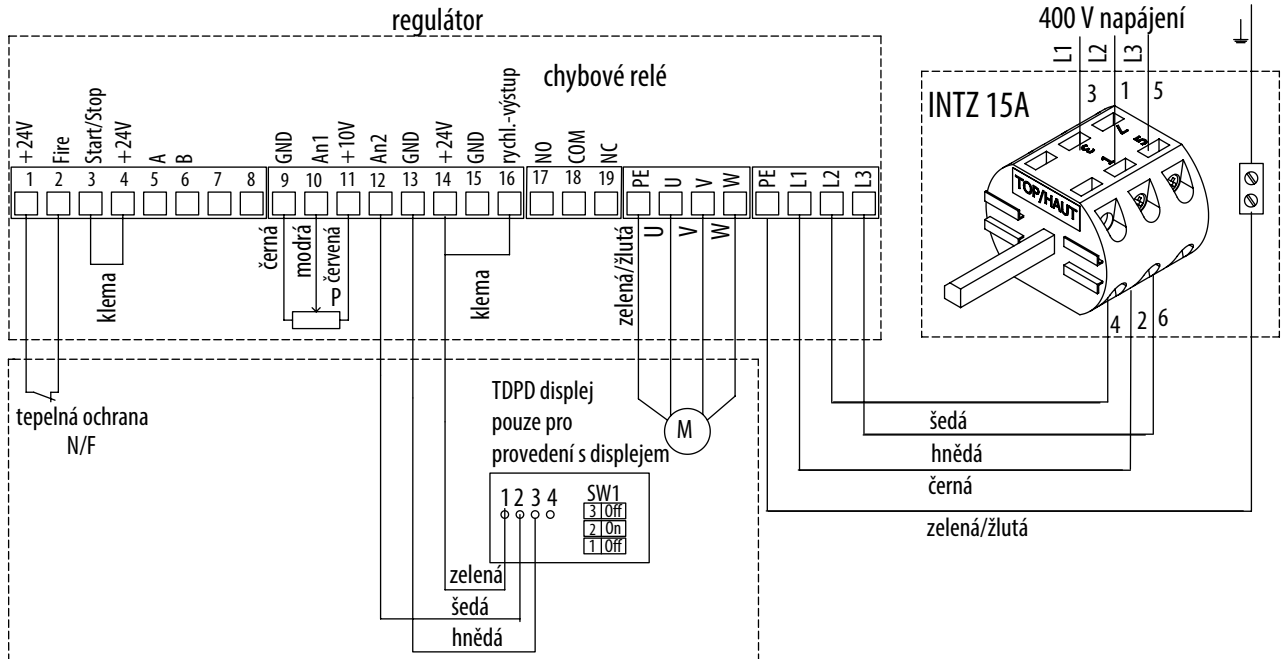 regulátor
400 V napájení
L1
L2
L3
chybové relé
INTZ 15A
3
1
5
+24V
Fire
Start/Stop
+24V
A
B
GND
An1
+10V
An2
GND
+24V
GND
rychl.-výstup
NO
COM
NC
PE
U
V
W
PE
L1
L2
L3
1 2 3 4 5 6 7 8 9 10 11 12 13 14 15 16 17 18 19
TOP/HAUT
3
1
5
černá
modrá
červená
P
klema
klema
zelená/žlutá
U
V
W
4 2 6
tepelná ochrana
N/F
TDPD displej
pouze pro
provedení s displejem
M
1 2 3 4
SW1
3 Off
2 On
1 Off
šedá
hnědá
černá
zelená/žlutá
zelená
šedá
hnědá